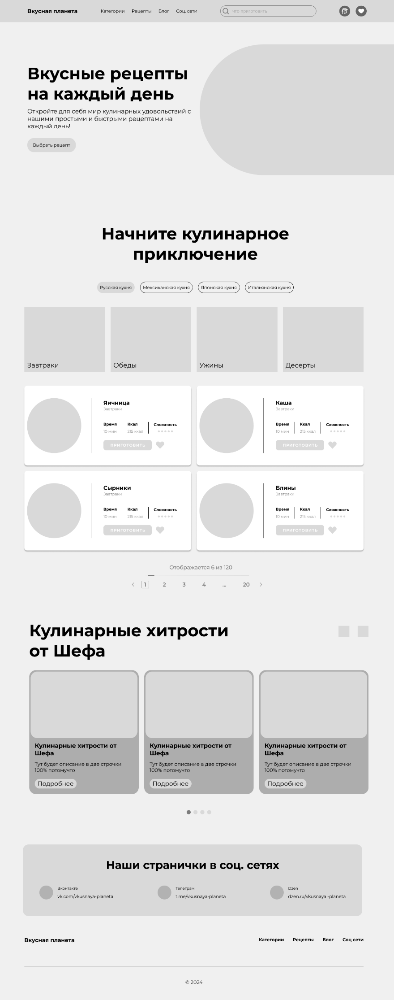 Вкусная планета
Категории Рецепты Блог Соц. сети
что приготовить
Вкусные рецепты
на каждый день
Откройте для себя мир кулинарных удовольствий с
нашими простыми и быстрыми рецептами на
каждый день!
Выбрать рецепт
Начните кулинарное
приключение
Русская кухня Мексиканская кухня Японская кухня Итальянская кухня
Завтраки Обеды Ужины Десерты
Яичница
Завтраки
Время Ккал Сложность
10 мин 215 ккал
ПРИГОТОВИТЬ
Каша
Завтраки
Время Ккал Сложность
10 мин 215 ккал
ПРИГОТОВИТЬ
Сырники
Завтраки
Время Ккал Сложность
10 мин 215 ккал
ПРИГОТОВИТЬ
Блины
Завтраки
Время Ккал Сложность
10 мин 215 ккал
ПРИГОТОВИТЬ
Отображается 6 из 120
1 2 3 4 ... 20
Кулинарные хитрости
от Шефа
Кулинарные хитрости от
Шефа
Тут будет описание в две строчки
100% потомучто
Подробнее
Кулинарные хитрости от
Шефа
Тут будет описание в две строчки
100% потомучто
Подробнее
Кулинарные хитрости от
Шефа
Тут будет описание в две строчки
100% потомучто
Подробнее
Наши странички в соц. сетях
Вконтакте
vk.com/vkusnaya-planeta
Телеграм
t.me/vkusnaya-planeta
Dzen
dzen.ru/vkusnaya -planeta
Вкусная планета
Категории Рецепты Блог Соц сети
© 2024